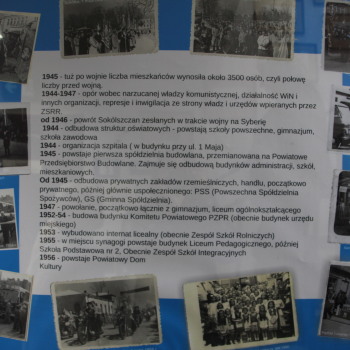 1945 - tuż po wojnie liczba mieszkańców wynosiła około 3500 osób, czyli połowę
liczby przed wojną.
1944-1947 - opór wobec narzucanej władzy komunistycznej, działalność WiN i
innych organizacji, represje i inwigilacja ze strony władz i urzędów wpieranych przez
ZSRR.
od 1946 - powrót Sokólszczan zesłanych w trakcie wojny na Syberię
1944 - odbudowa struktur oświatowych - powstają szkoły powszechne, gimnazjum,
szkoła zawodowa
1944 - organizacja szpitala ( w budynku przy ul. 1 Maja)
1945 - powstaje pierwsza spółdzielnia budowlana, przemianowana na Powiatowe
Przedsiębiorstwo Budowlane. Zajmuje się odbudową budynków administracji, szkół,
mieszkaniowych.
Od 1945 - odbudowa prywatnych zakładów rzemieślniczych, handlu, początkowo
prywatnego, później głównie uspołecznionego: PSS (Powszechna Spółdzielnia
Spożywców), GS (Gminna Spółdzielnia).
1947 - powołanie, początkowo łącznie z gimnazjum, liceum ogólnokształcącego
1952-54 - budowa budynku Komitetu Powiatowego PZPR (obecnie budynek urzędu
miejskiego)
1953 - wybudowano internat licealny (obecnie Zespół Szkół Rolniczych)
1955 - w miejscu synagogi powstaje budynek Liceum Pedagogicznego, później
Szkoła Podstawowa nr 2, Obecnie Zespół Szkół Integracyjnych
1956 - powstaje Powiatowy Dom
Kultury